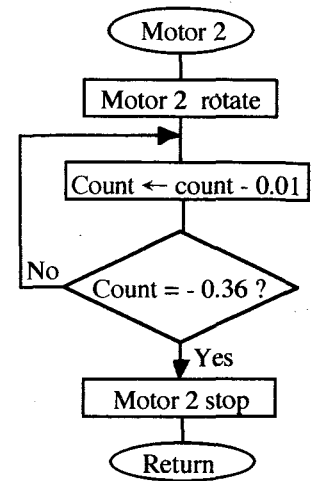 Motor 2
Motor 2 rotate
Count ← count - 0.01
No
Count = - 0.36 ?
Yes
Motor 2 stop
Return